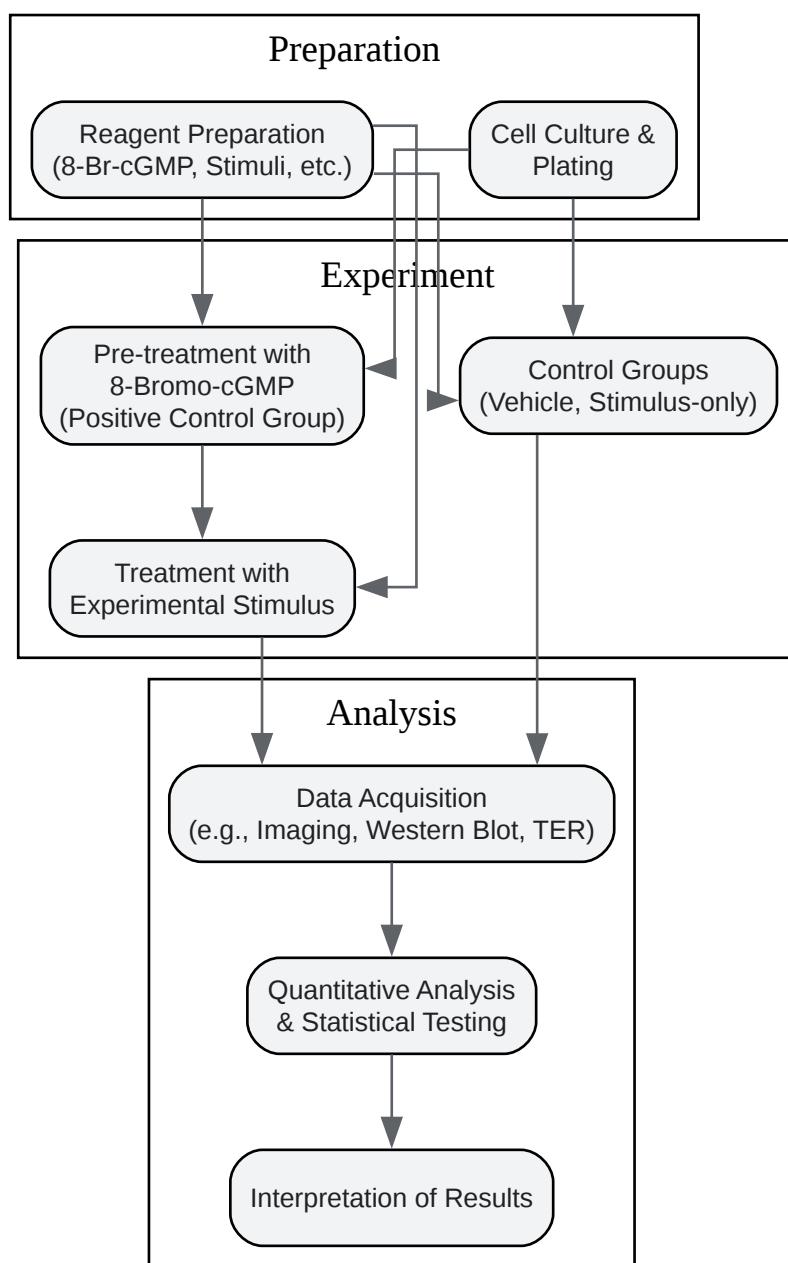 Preparation
Reagent Preparation
(8-Br-cGMP, Stimuli, etc.)
Cell Culture &
Plating
Experiment
Pre-treatment with
8-Bromo-cGMP
(Positive Control Group)
Control Groups
(Vehicle, Stimulus-only)
Treatment with
Experimental Stimulus
Analysis
Data Acquisition
(e.g., Imaging, Western Blot, TER)
Quantitative Analysis
& Statistical Testing
Interpretation of Results